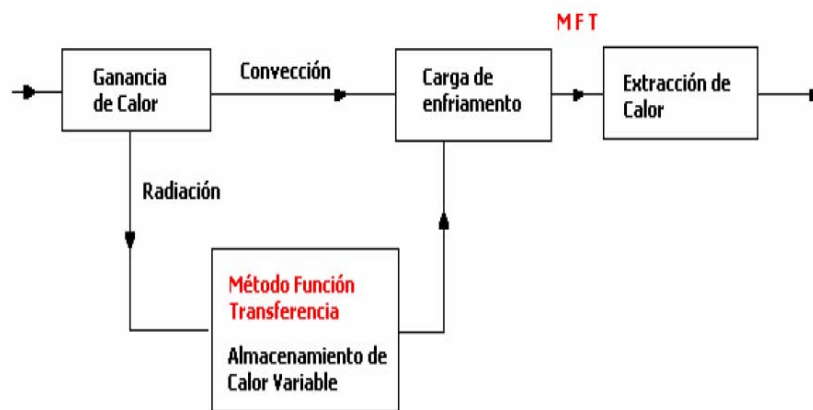 M F T
Ganancia
de Calor
Convección
Carga de
enfriamento
Extracción de
Calor
Radiación
Método Función
Transferencia
Almacenamiento de
Calor Variable